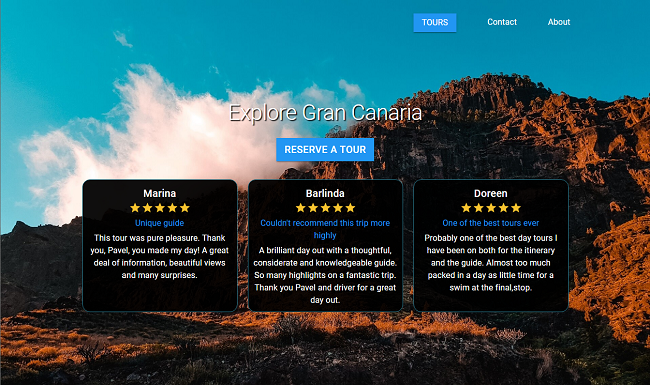 TOURS
Contact
About
Explore Gran Canaria
RESERVE A TOUR
Marina
Unique guide
This tour was pure pleasure. Thank
you, Pavel, you made my day! A great
deal of information, beautiful views
and many surprises.
Barlinda
Couldn't recommend this trip more
highly
A brilliant day out with a thoughtful,
considerate and knowledgeable guide.
So many highlights on a fantastic trip.
Thank you Pavel and driver for a great
day out.
Doreen
One of the best tours ever
Probably one of the best day tours I
have been on both for the itinerary
and the guide. Almost too much
packed in a day as little time for a
swim at the final,stop.